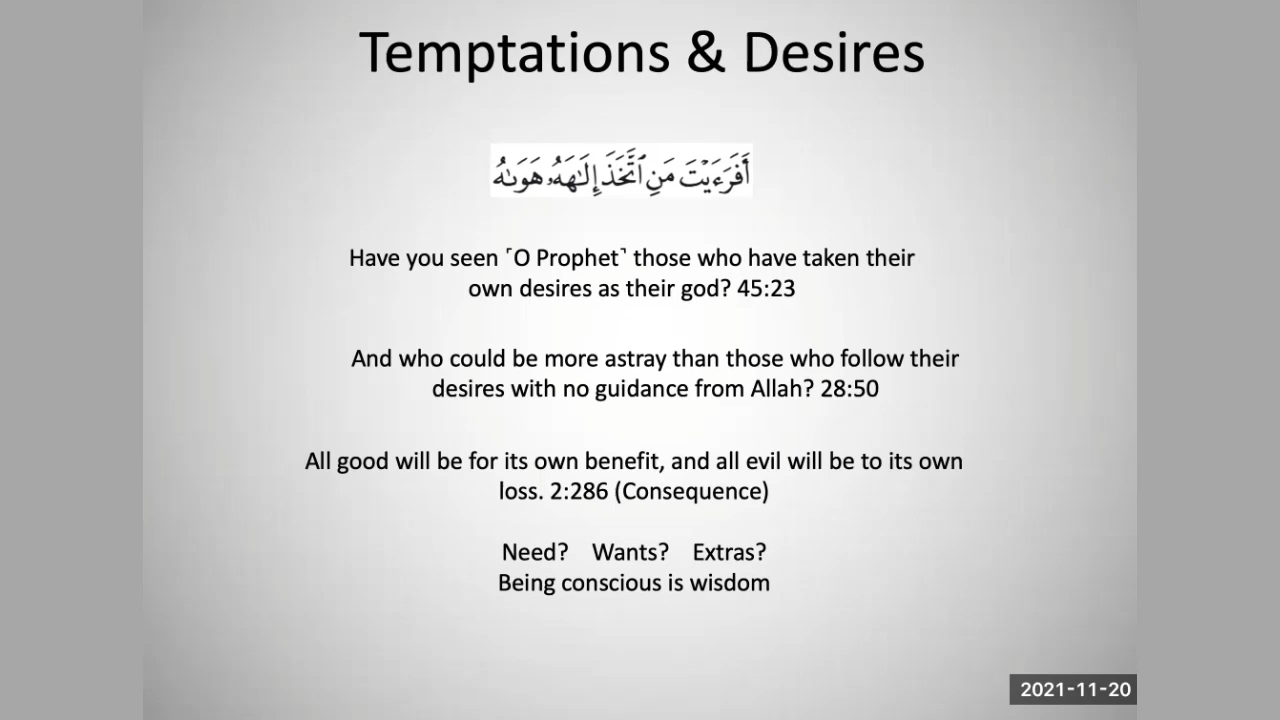 Temptations & Desires
أَفَرَءَيْتَ مَنِ ٱتَّخَذَ إِلَـٰهَهُۥ هَوَىٰهُ
Have you seen ˹O Prophet˺ those who have taken their
own desires as their god? 45:23
And who could be more astray than those who follow their
desires with no guidance from Allah? 28:50
All good will be for its own benefit, and all evil will be to its own
loss. 2:286 (Consequence)
Need? Wants? Extras?
Being conscious is wisdom
2021-11-20